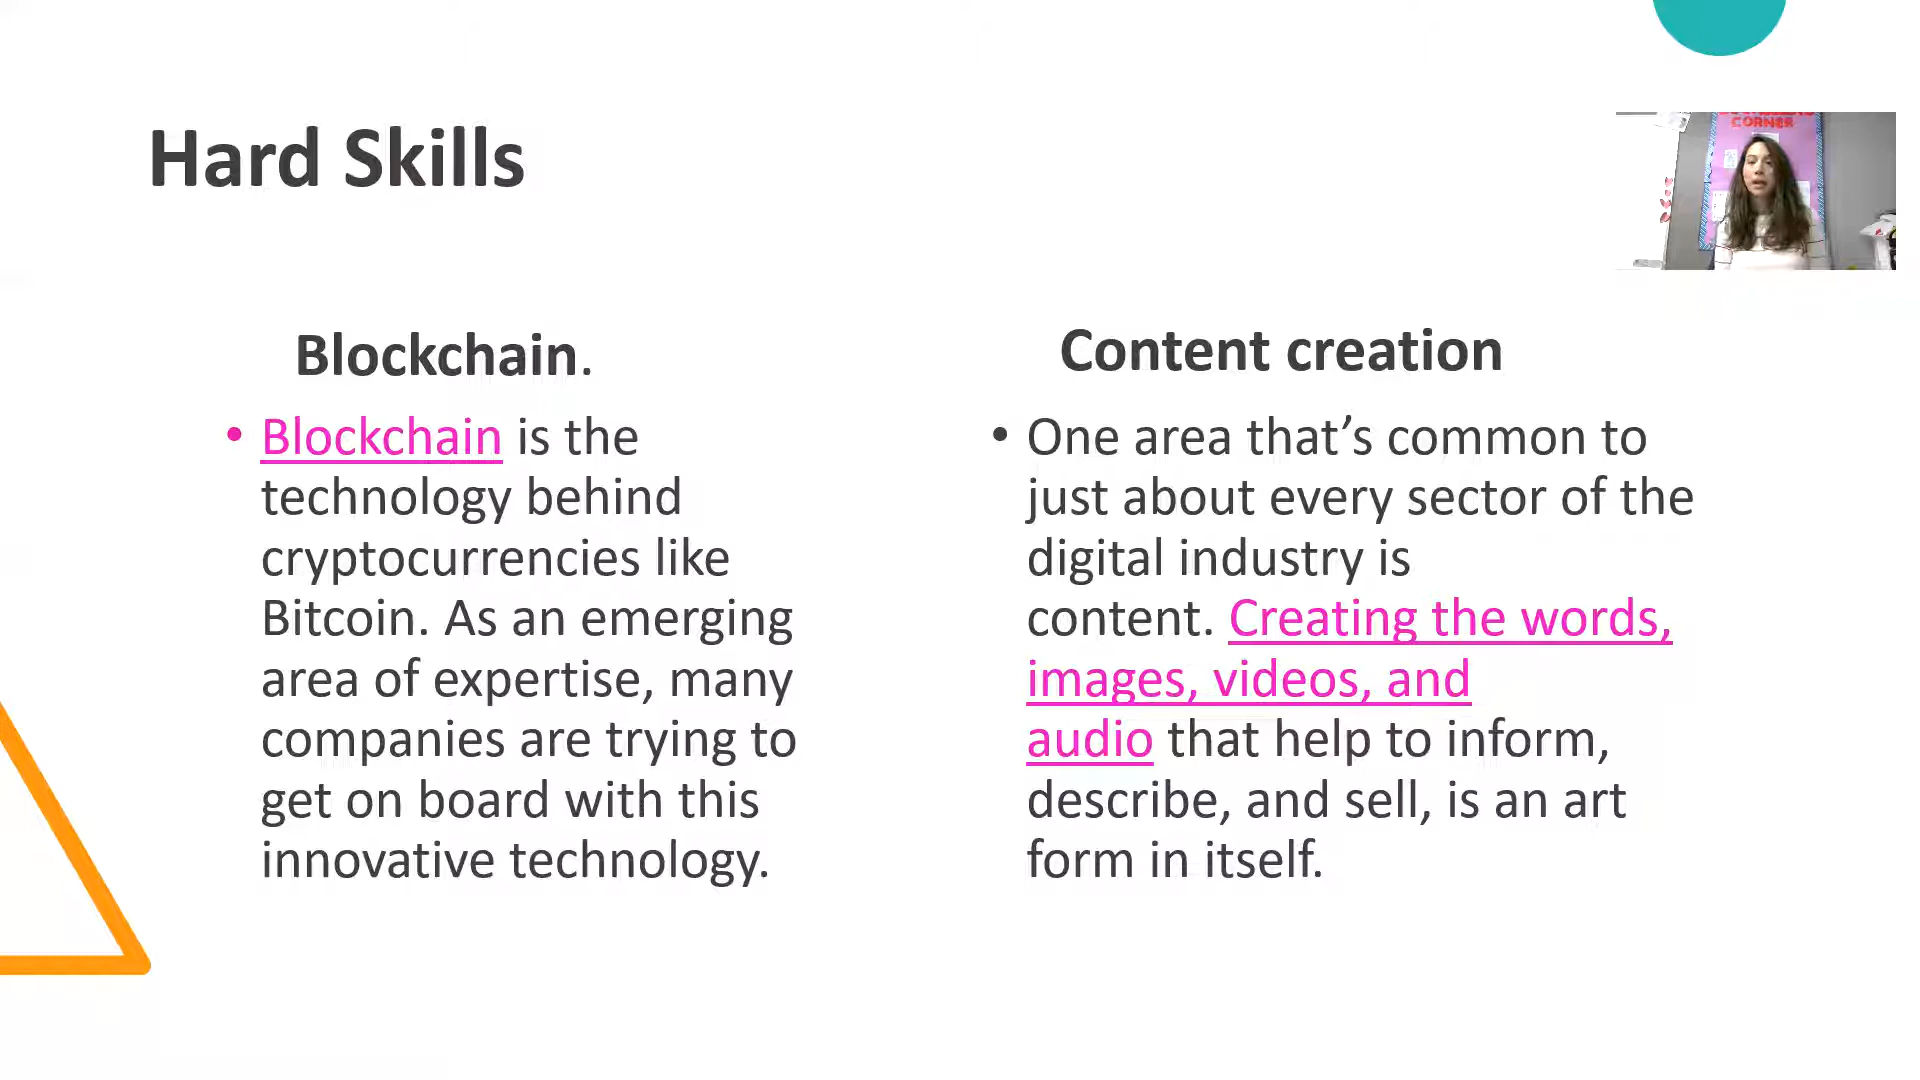 Hard Skills
CORNER
Blockchain.
• Blockchain is the
technology behind
cryptocurrencies like
Bitcoin. As an emerging
area of expertise, many
companies are trying to
get on board with this
innovative technology.
Content creation
• One area that’s common to
just about every sector of the
digital industry is
content. Creating the words,
images, videos, and
audio that help to inform,
describe, and sell, is an art
form in itself.